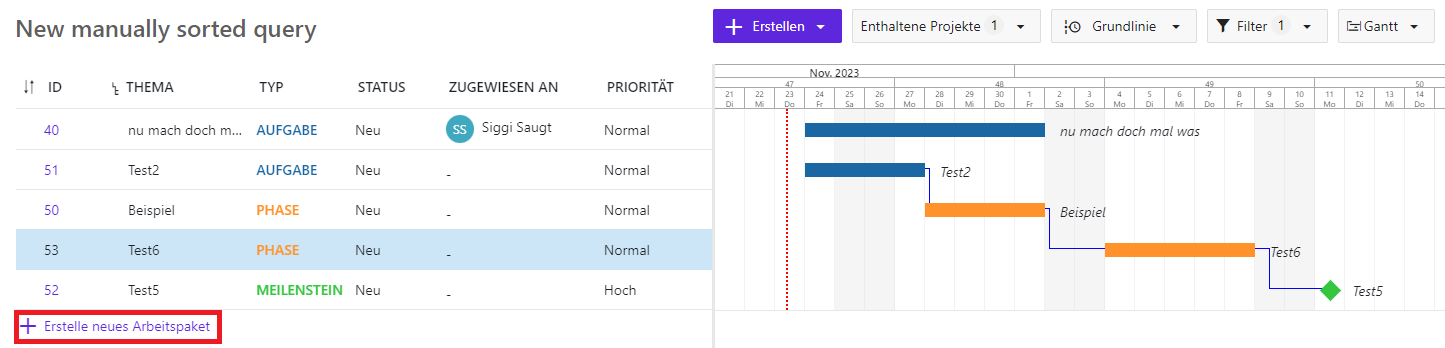 New manually sorted query
Erstellen
Enthaltene Projekte 1
Grundlinie
Filter 1
Gantt
ID THEMA TYP STATUS ZUGEWIESEN AN PRIORITÄT
40 nu mach doch m... AUFGABE Neu SS Siggi Saugt Normal
51 Test2 AUFGABE Neu - Normal
50 Beispiel PHASE Neu - Normal
53 Test6 PHASE Neu - Normal
52 Test5 MEILENSTEIN Neu - Hoch
Erstelle neues Arbeitspaket
Nov. 2023
47 48 49 50
21 22 23 24 25 26 27 28 29 30 1 2 3 4 5 6 7 8 9 10 11 12 13 14
Di Mi Do Fr Sa So Mo Di Mi Do Fr Sa So Mo Di Mi Do Fr Sa So Mo Di Mi Do
nu mach doch mal was
Test2
Beispiel
Test6
Test5